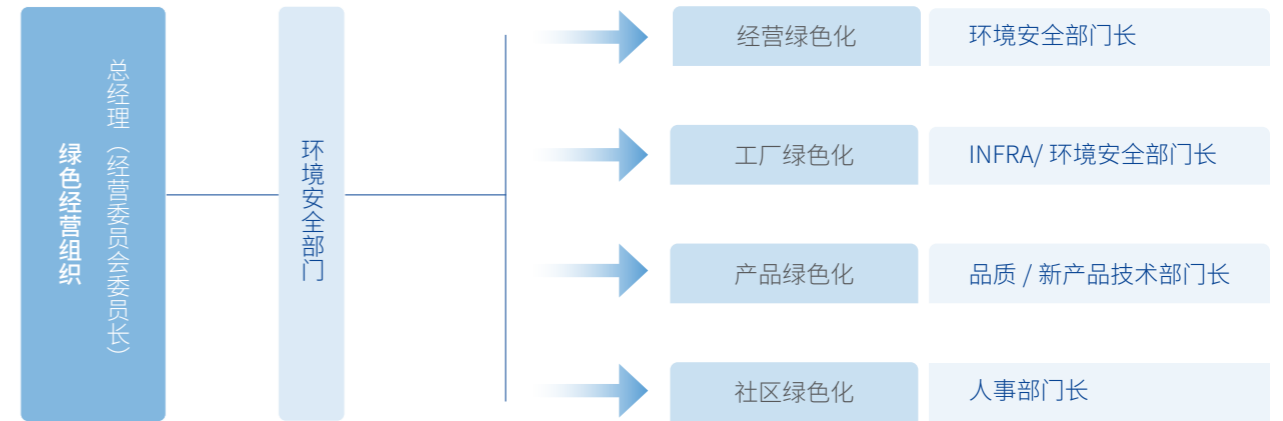 绿色经营组织
总经理（经营委员会委员长）
环境安全部门
经营绿色化
环境安全部门长
工厂绿色化
INFRA/ 环境安全部门长
产品绿色化
品质 / 新产品技术部门长
社区绿色化
人事部门长